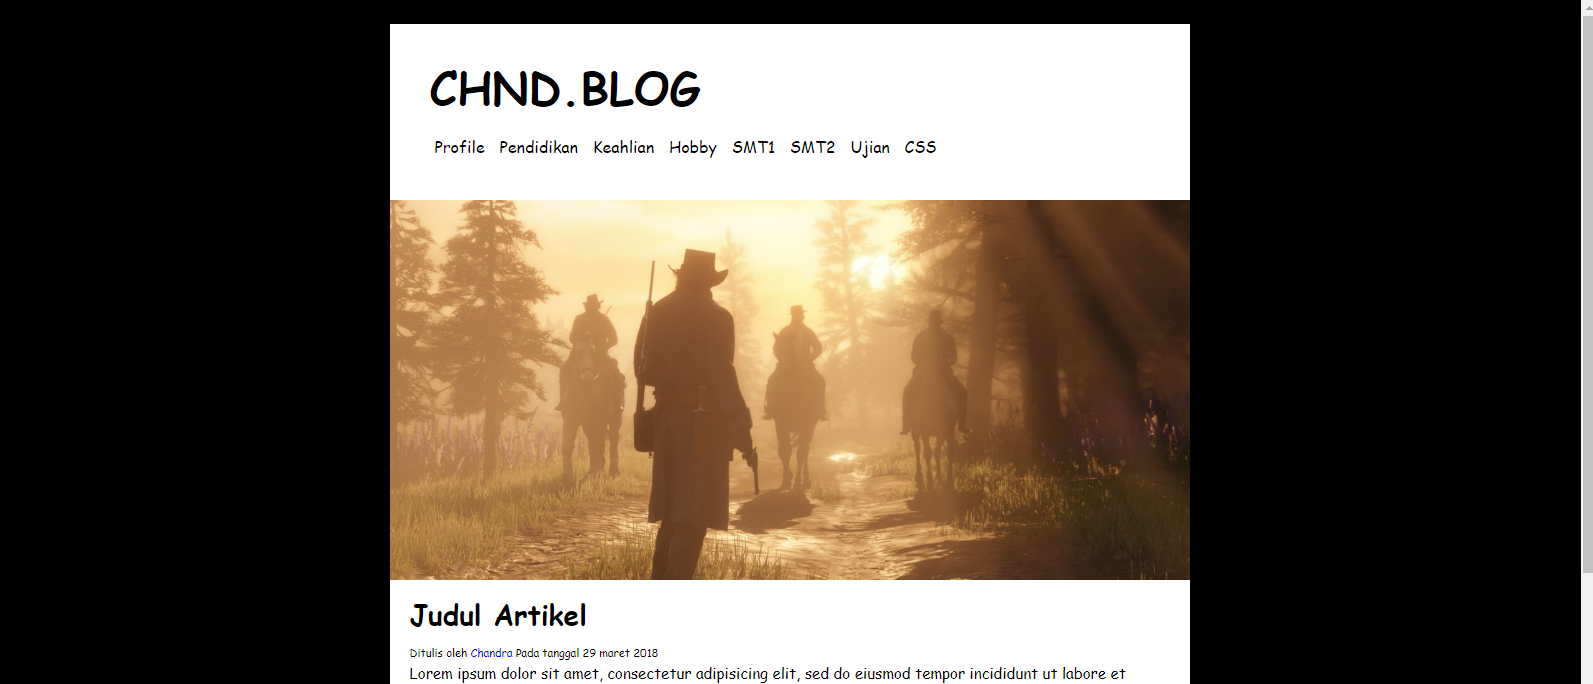 CHND.BLOG
Profile Pendidikan Keahlian Hobby SMT1 SMT2 Ujian CSS
Judul Artikel
Ditulis oleh Chandra Pada tanggal 29 maret 2018
Lorem ipsum dolor sit amet, consectetur adipisicing elit, sed do eiusmod tempor incididunt ut labore et